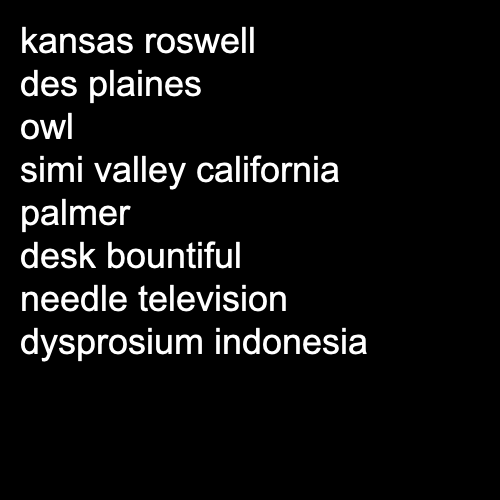 kansas roswell
des plaines
owl
simi valley california
palmer
desk bountiful
needle television
dysprosium indonesia